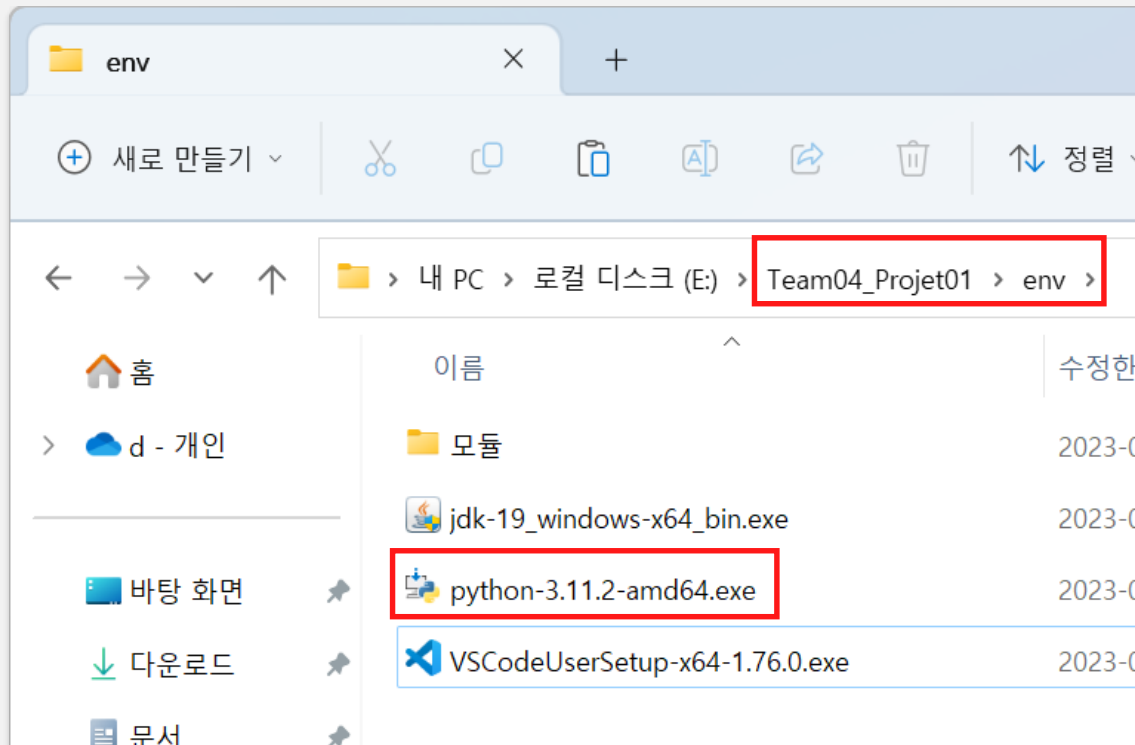 env
새로 만들기
정렬
내 PC > 로컬 디스크 (E:) > Team04_Projet01 > env >
홈
d - 개인
바탕 화면
다운로드
문서
이름
수정한
모듈
2023-0
jdk-19_windows-x64_bin.exe
2023-0
python-3.11.2-amd64.exe
2023-0
VSCodeUserSetup-x64-1.76.0.exe
2023-0